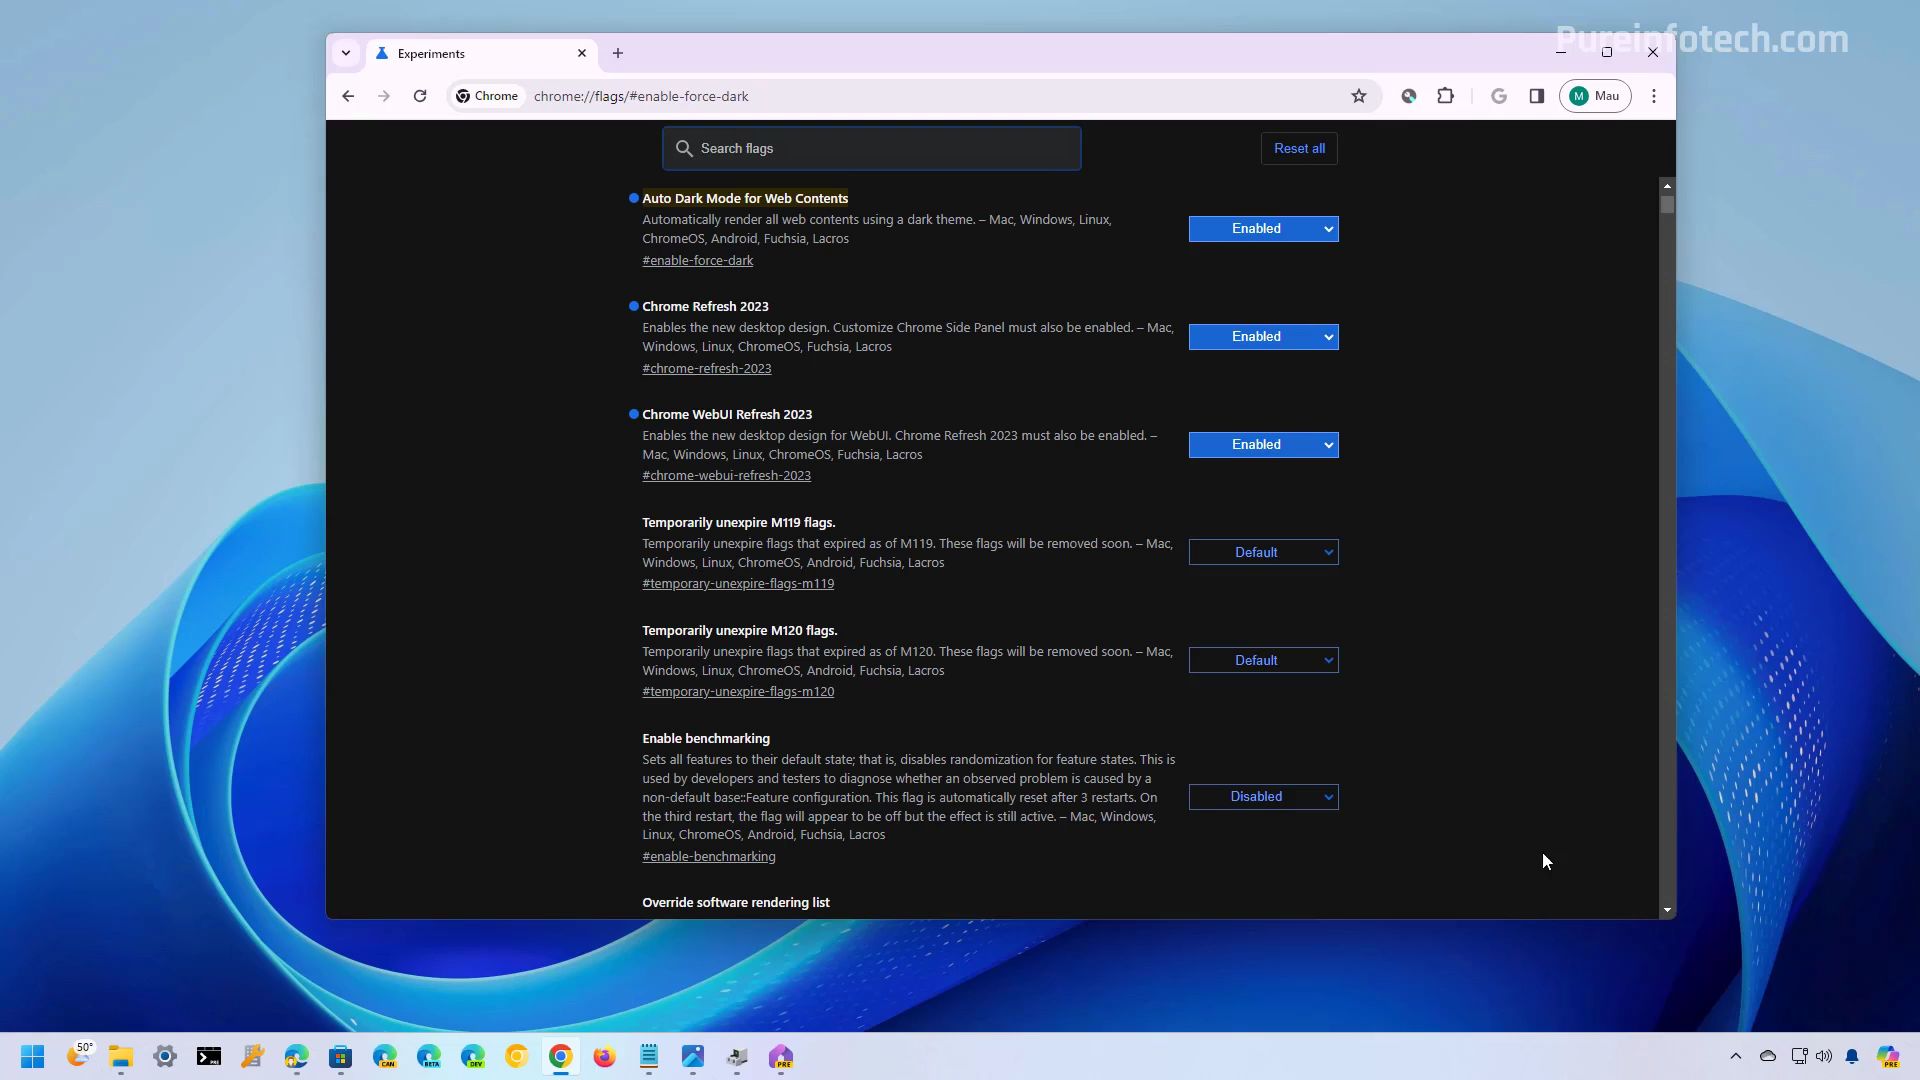 Pureinfotech.com
Experiments
Chrome
chrome://flags/#enable-force-dark
M
Mau
Search flags
Reset all
Auto Dark Mode for Web Contents
Automatically render all web contents using a dark theme. – Mac, Windows, Linux,
ChromeOS, Android, Fuchsia, Lacros
#enable-force-dark
Enabled
Chrome Refresh 2023
Enables the new desktop design. Customize Chrome Side Panel must also be enabled. – Mac,
Windows, Linux, ChromeOS, Fuchsia, Lacros
#chrome-refresh-2023
Enabled
Chrome WebUI Refresh 2023
Enables the new desktop design for WebUI. Chrome Refresh 2023 must also be enabled. –
Mac, Windows, Linux, ChromeOS, Fuchsia, Lacros
#chrome-webui-refresh-2023
Enabled
Temporarily unexpire M119 flags.
Temporarily unexpire flags that expired as of M119. These flags will be removed soon. – Mac,
Windows, Linux, ChromeOS, Android, Fuchsia, Lacros
#temporary-unexpire-flags-m119
Default
Temporarily unexpire M120 flags.
Temporarily unexpire flags that expired as of M120. These flags will be removed soon. – Mac,
Windows, Linux, ChromeOS, Android, Fuchsia, Lacros
#temporary-unexpire-flags-m120
Default
Enable benchmarking
Sets all features to their default state; that is, disables randomization for feature states. This is
used by developers and testers to diagnose whether an observed problem is caused by a
non-default base::Feature configuration. This flag is automatically reset after 3 restarts. On
the third restart, the flag will appear to be off but the effect is still active. – Mac, Windows,
Linux, ChromeOS, Android, Fuchsia, Lacros
#enable-benchmarking
Disabled
Override software rendering list
50°
PRE
CAN
BETA
DEV
PRE
PRE